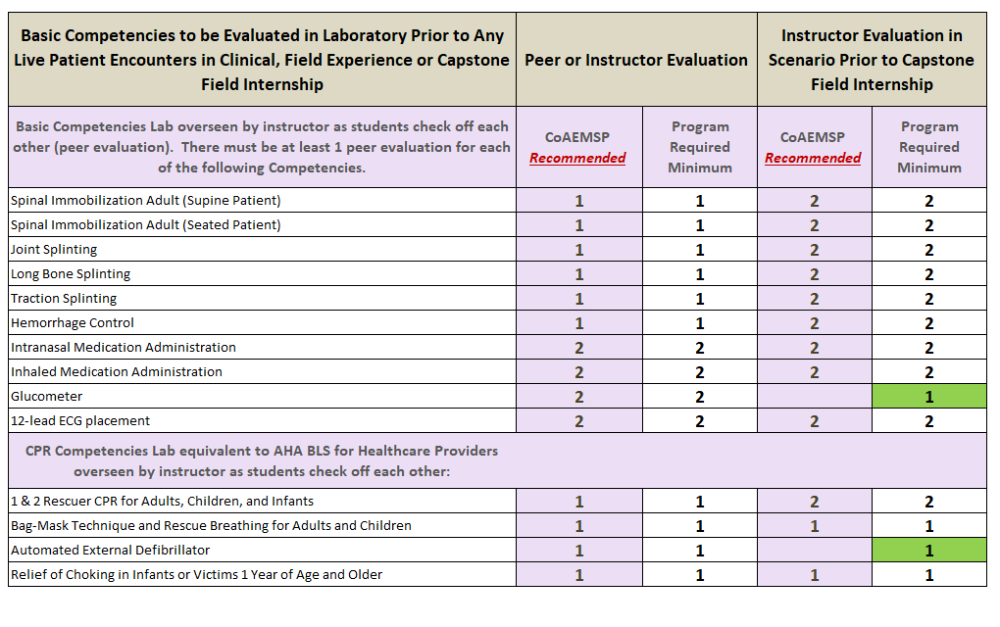 Basic Competencies to be Evaluated in Laboratory Prior to Any
Live Patient Encounters in Clinical, Field Experience or Capstone
Field Internship
Peer or Instructor Evaluation
Instructor Evaluation in
Scenario Prior to Capstone
Field Internship
Basic Competencies Lab overseen by instructor as students check off each
other (peer evaluation).  There must be at least 1 peer evaluation for each
of the following Competencies.
CoAEMSP
Recommended
Program
Required
Minimum
CoAEMSP
Recommended
Program
Required
Minimum
Spinal Immobilization Adult (Supine Patient) 1 1 2 2
Spinal Immobilization Adult (Seated Patient) 1 1 2 2
Joint Splinting 1 1 2 2
Long Bone Splinting 1 1 2 2
Traction Splinting 1 1 2 2
Hemorrhage Control 1 1 2 2
Intranasal Medication Administration 2 2 2 2
Inhaled Medication Administration 2 2 2 2
Glucometer 2 2 1
12-lead ECG placement 2 2 2 2
CPR Competencies Lab equivalent to AHA BLS for Healthcare Providers
overseen by instructor as students check off each other:
1 & 2 Rescuer CPR for Adults, Children, and Infants 1 1 2 2
Bag-Mask Technique and Rescue Breathing for Adults and Children 1 1 1 1
Automated External Defibrillator 1 1 1
Relief of Choking in Infants or Victims 1 Year of Age and Older 1 1 1 1